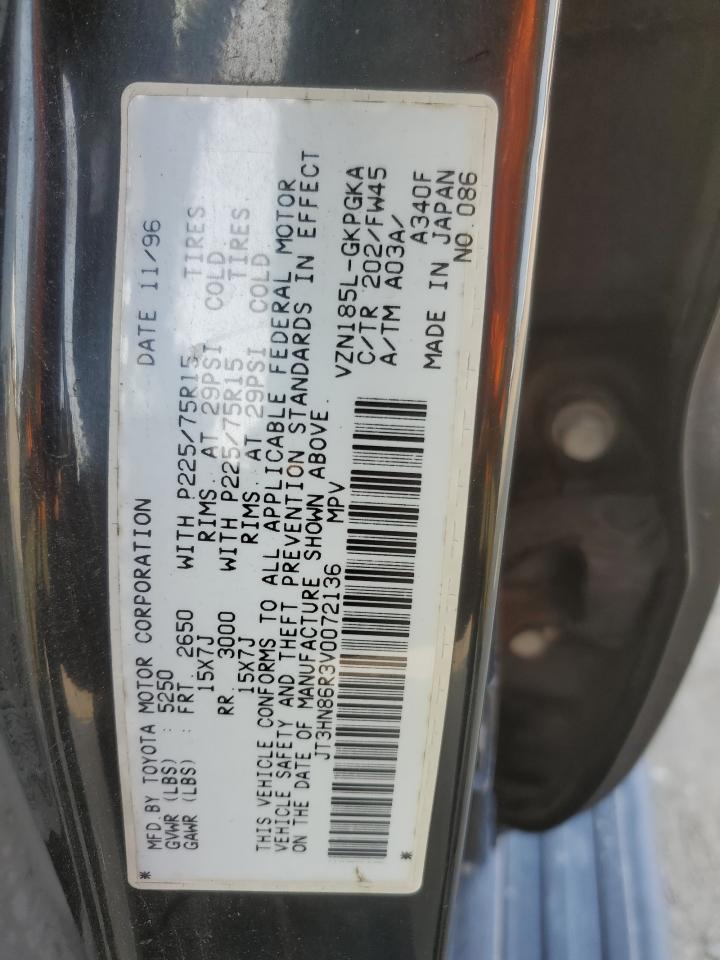 * MFD BY TOYOTA MOTOR CORPORATION DATE 11/96
GVWR (LBS) : 5250
GAWR (LBS) : FRT. 2650 WITH P225/75R15 TIRES
15X7J RIMS. AT 29PSI COLD
RR. 3000 WITH P225/75R15 TIRES.
15X7J RIMS. AT 29PSI COLD
THIS VEHICLE CONFORMS TO ALL APPLICABLE FEDERAL MOTOR
VEHICLE SAFETY AND THEFT PREVENTION STANDARDS IN EFFECT
ON THE DATE OF MANUFACTURE SHOWN ABOVE.
JT3HN86R3V0072136 MPV
VZN185L-GKPGKA
C/TR 202/FW45
A/TM A03A/
A340F
* MADE IN JAPAN
NO 086